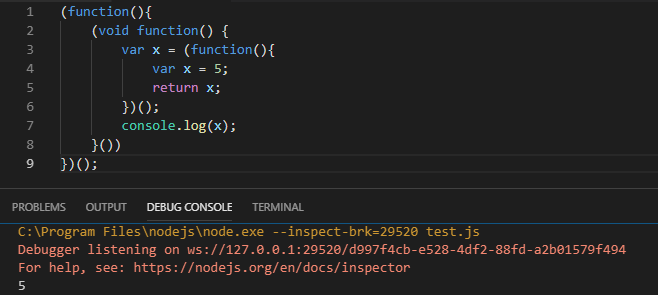 1 (function(){
2 (void function() {
3 var x = (function(){
4 var x = 5;
5 return x;
6 })();
7 console.log(x);
8 }())
9 })();
PROBLEMS OUTPUT DEBUG CONSOLE TERMINAL
C:\Program Files\nodejs\node.exe --inspect-brk=29520 test.js
Debugger listening on ws://127.0.0.1:29520/d997f4cb-e528-4df2-88fd-a2b01579f494
For help, see: https://nodejs.org/en/docs/inspector
5